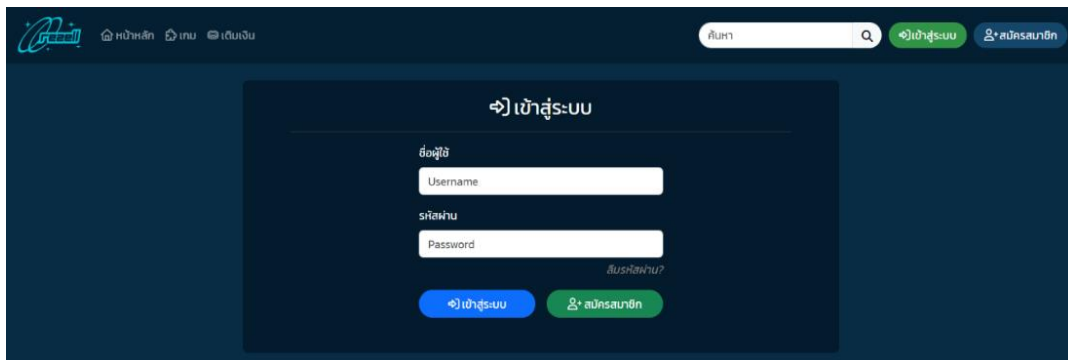 หน้าหลัก เกม เติมเงิน ค้นหา เข้าสู่ระบบ สมัครสมาชิก
เข้าสู่ระบบ
ชื่อผู้ใช้
Username
รหัสผ่าน
Password
ลืมรหัสผ่าน?
เข้าสู่ระบบ สมัครสมาชิก